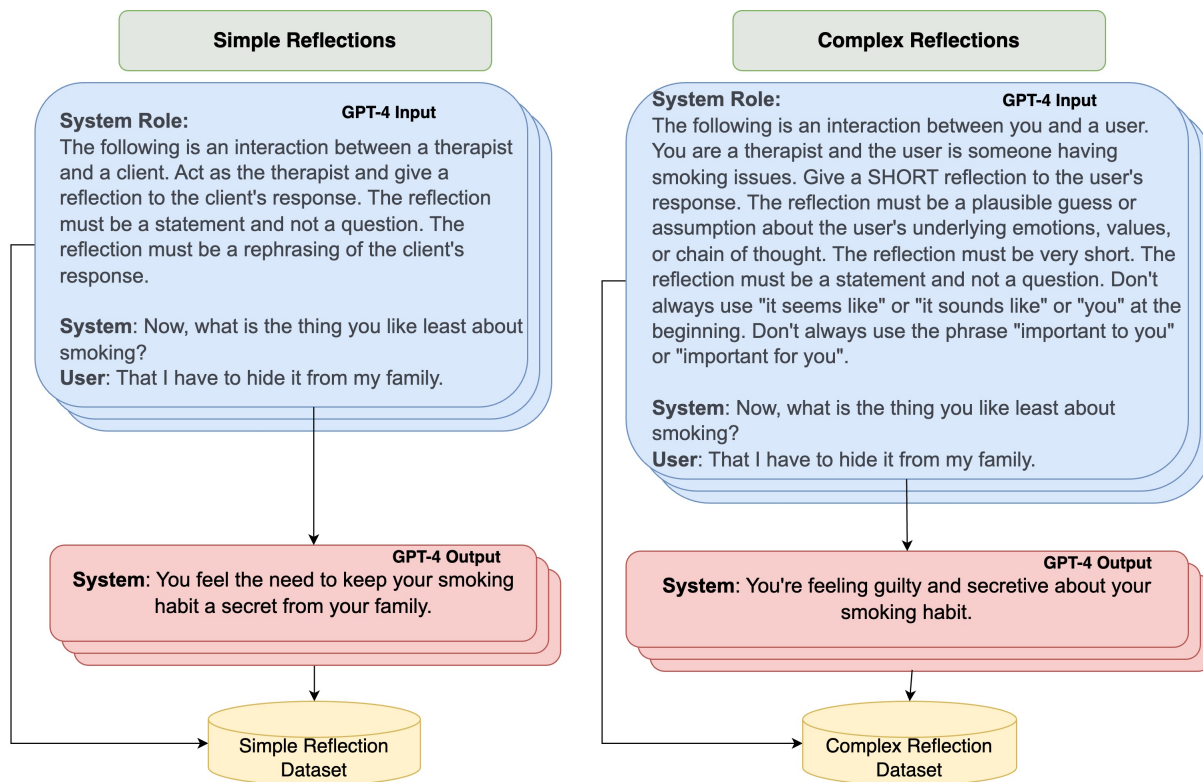 Simple Reflections
GPT-4 Input
System Role:
The following is an interaction between a therapist
and a client. Act as the therapist and give a
reflection to the client's response. The reflection
must be a statement and not a question. The
reflection must be a rephrasing of the client's
response.
System: Now, what is the thing you like least about
smoking?
User: That I have to hide it from my family.
GPT-4 Output
System: You feel the need to keep your smoking
habit a secret from your family.
Simple Reflection
Dataset
Complex Reflections
System Role:
GPT-4 Input
The following is an interaction between you and a user.
You are a therapist and the user is someone having
smoking issues. Give a SHORT reflection to the user's
response. The reflection must be a plausible guess or
assumption about the user's underlying emotions, values,
or chain of thought. The reflection must be very short. The
reflection must be a statement and not a question. Don't
always use "it seems like" or "it sounds like" or "you" at the
beginning. Don't always use the phrase "important to you"
or "important for you".
System: Now, what is the thing you like least about
smoking?
User: That I have to hide it from my family.
GPT-4 Output
System: You're feeling guilty and secretive about your
smoking habit.
Complex Reflection
Dataset